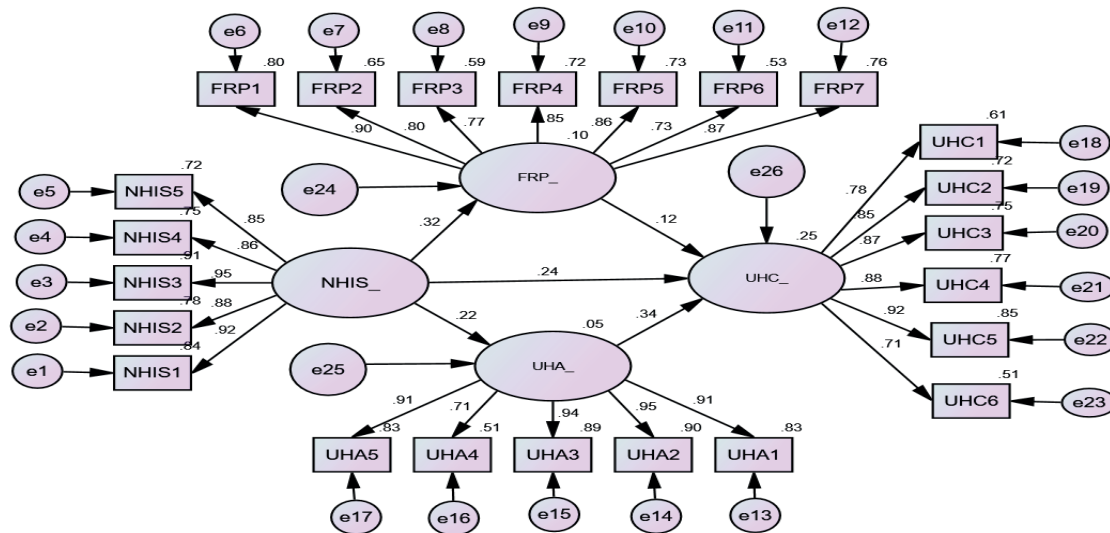 e6 e7 e8 e9 e10 e11 e12
.80 .65 .59 .72 .73 .53 .76
FRP1 FRP2 FRP3 FRP4 FRP5 FRP6 FRP7
.90 .80 .77 .85 .86 .73 .87
.10
FRP_
e24
e26
.32
.12
.72
e5 NHIS5
.85
.75
e4 NHIS4
.86
.91
e3 NHIS3
.95
.78
e2 NHIS2
.88
.92
.84
e1 NHIS1
NHIS_
.24
.25
UHC_
.22
.34
.05
UHA_
e25
.61
UHC1 e18
.78
.72
UHC2 e19
.85
.75
UHC3 e20
.87
.77
UHC4 e21
.88
.85
UHC5 e22
.92
.71
.51
UHC6 e23
.91 .71 .94 .95 .91
.83 .51 .89 .90 .83
UHA5 UHA4 UHA3 UHA2 UHA1
e17 e16 e15 e14 e13